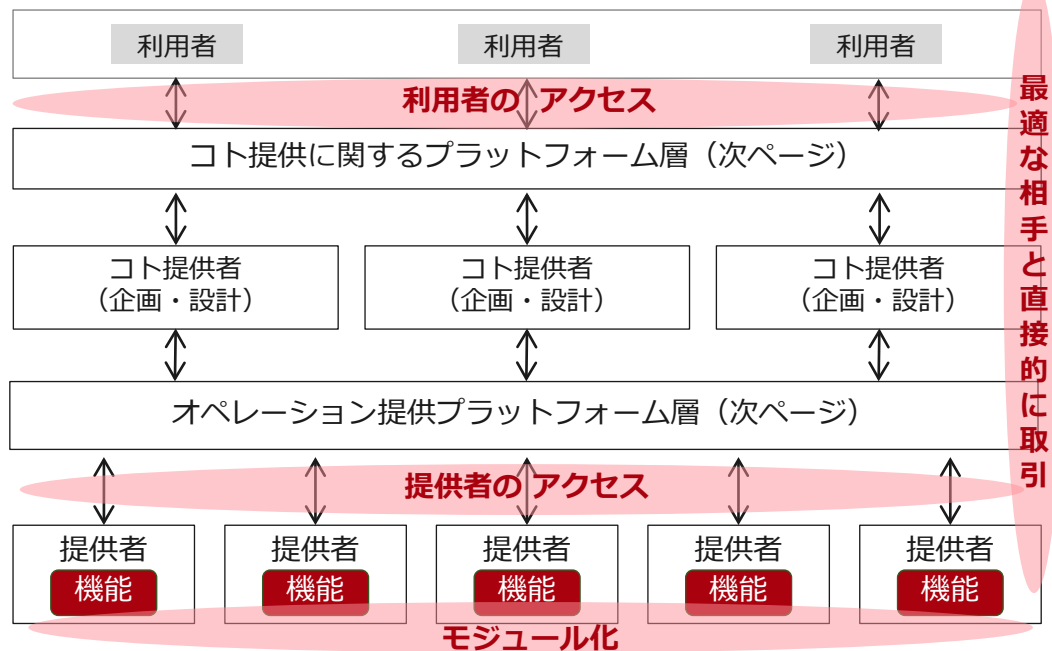 利用者 利用者 利用者
利用者の アクセス
コト提供に関するプラットフォーム層（次ページ）
コト提供者 コト提供者 コト提供者
（企画・設計） （企画・設計） （企画・設計）
オペレーション提供プラットフォーム層（次ページ）
提供者の アクセス
提供者 提供者 提供者 提供者 提供者
機能 機能 機能 機能 機能
モジュール化
最適な相手と直接的に取引